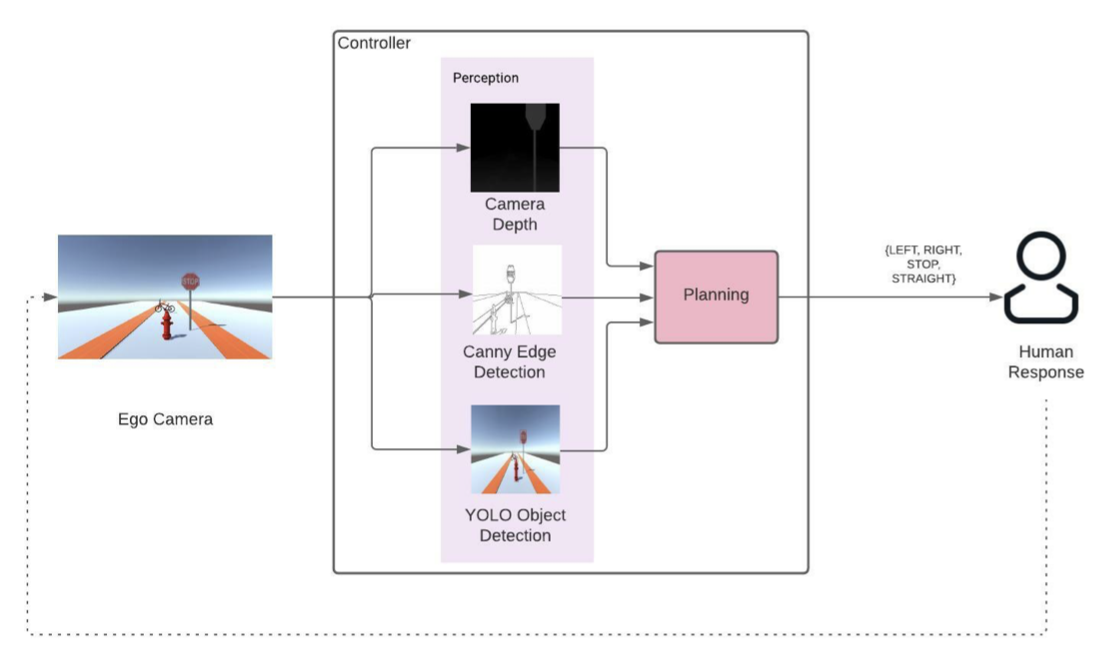 Controller
Perception
Camera
Depth
Canny Edge
Detection
YOLO Object
Detection
Planning
{LEFT, RIGHT,
STOP,
STRAIGHT}
Human
Response
Ego Camera
STOP